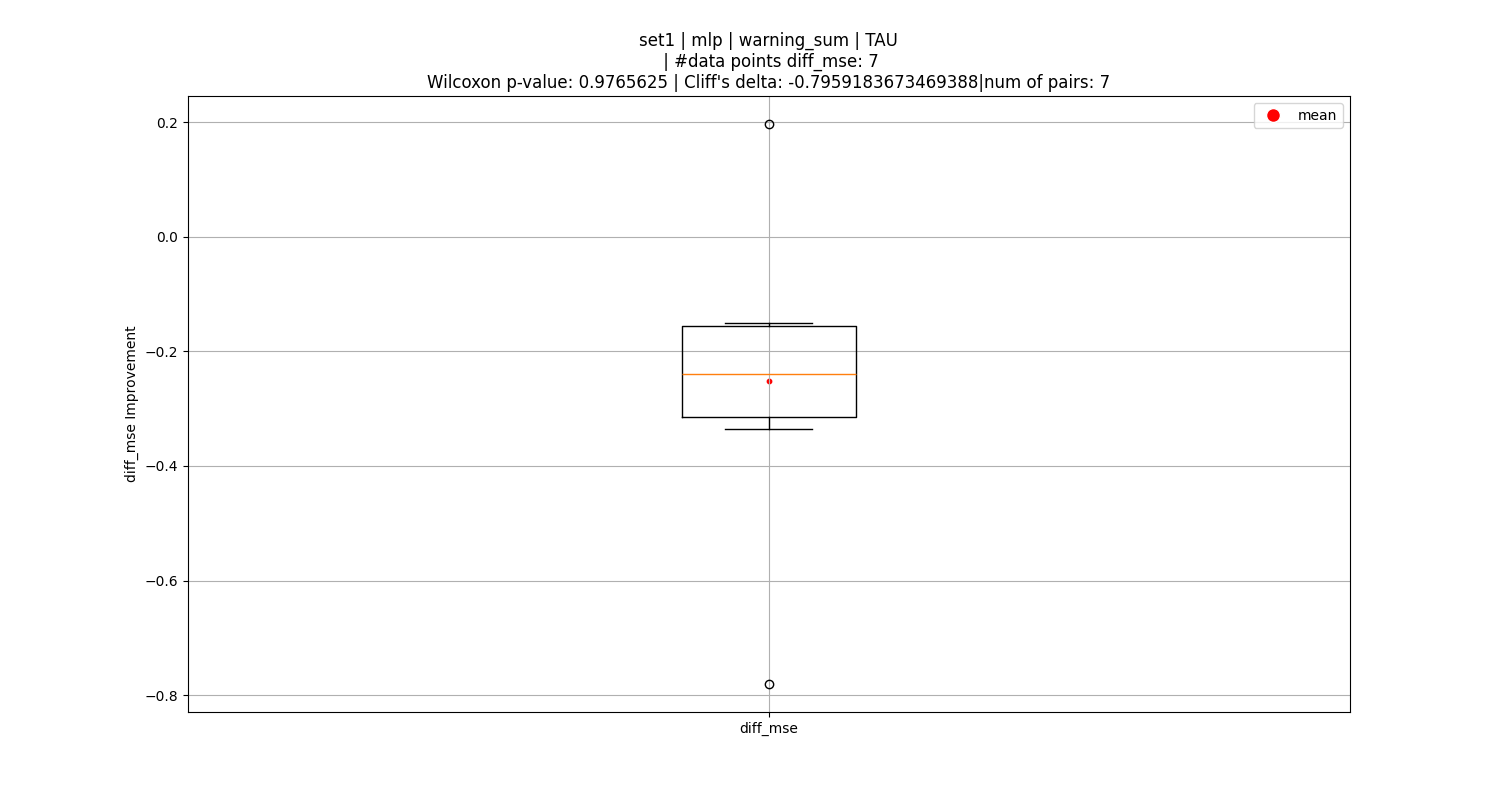 set1 | mlp | warning_sum | TAU
| #data points diff_mse: 7
Wilcoxon p-value: 0.9765625 | Cliff's delta: -0.7959183673469388|num of pairs: 7
mean
0.2
0.0
−0.2
−0.4
−0.6
−0.8
diff_mse Improvement
diff_mse